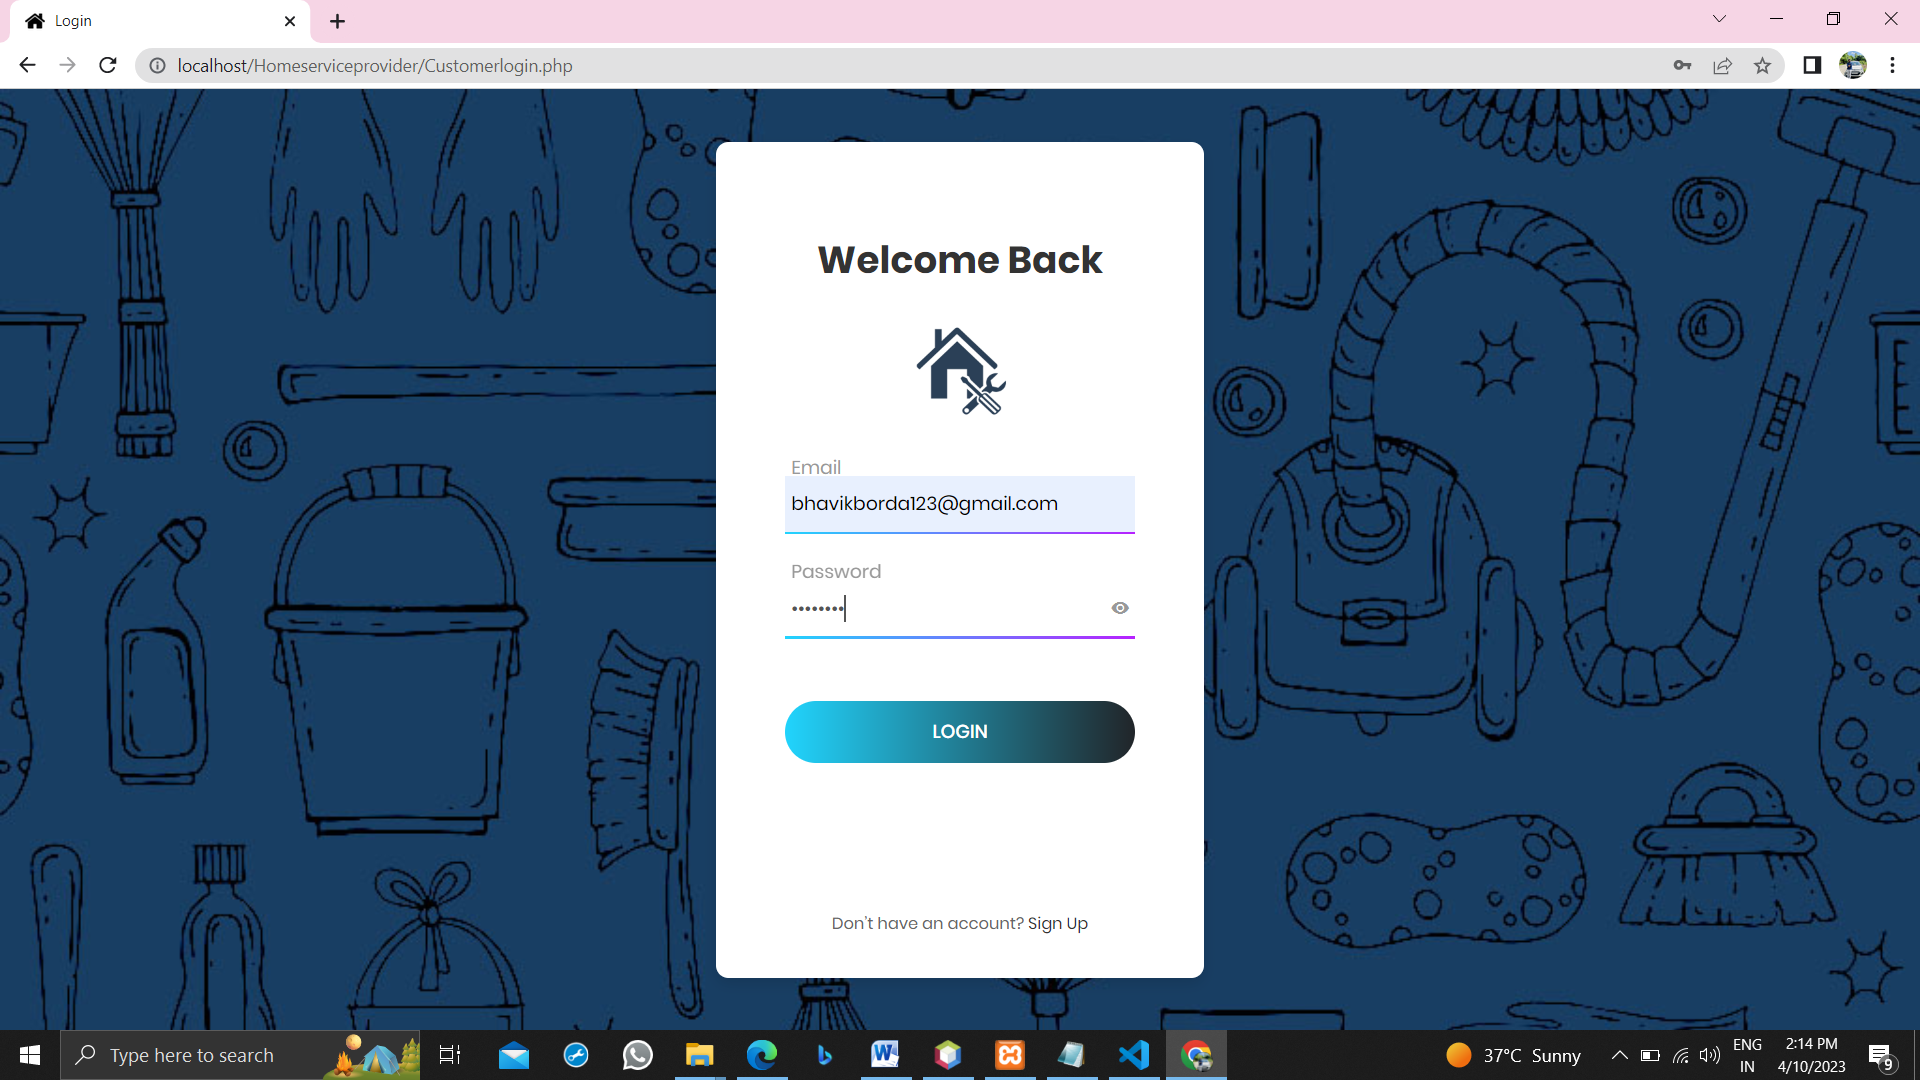 Login
localhost/Homeserviceprovider/Customerlogin.php
Welcome Back
Email
bhavikborda123@gmail.com
Password
••••••••
LOGIN
Don't have an account? Sign Up
Type here to search
37°C Sunny
ENG
IN
2:14 PM
4/10/2023
9